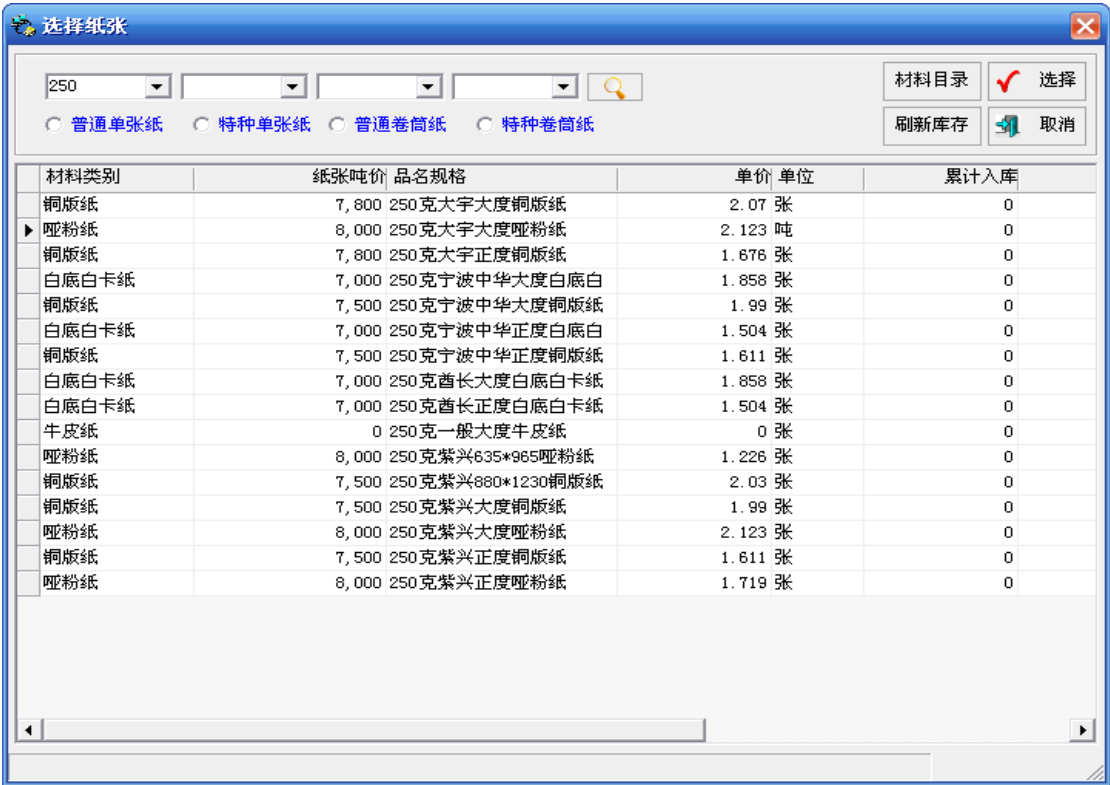 选择纸张
250
材料目录 选择
普通单张纸 特种单张纸 普通卷筒纸 特种卷筒纸
刷新库存 取消
材料类别 纸张吨价 品名规格 单价 单位 累计入库
铜版纸 7,800 250克大宇大度铜版纸 2.07 张 0
哑粉纸 8,000 250克大宇大度哑粉纸 2.123 吨 0
铜版纸 7,800 250克大宇正度铜版纸 1.676 张 0
白底白卡纸 7,000 250克宁波中华大度白底白 1.858 张 0
铜版纸 7,500 250克宁波中华大度铜版纸 1.99 张 0
白底白卡纸 7,000 250克宁波中华正度白底白 1.504 张 0
铜版纸 7,500 250克宁波中华正度铜版纸 1.611 张 0
白底白卡纸 7,000 250克酋长大度白底白卡纸 1.858 张 0
白底白卡纸 7,000 250克酋长正度白底白卡纸 1.504 张 0
牛皮纸 0 250克一般大度牛皮纸 0 张 0
哑粉纸 8,000 250克紫兴635*965哑粉纸 1.226 张 0
铜版纸 7,500 250克紫兴880*1230铜版纸 2.03 张 0
铜版纸 7,500 250克紫兴大度铜版纸 1.99 张 0
哑粉纸 8,000 250克紫兴大度哑粉纸 2.123 张 0
铜版纸 7,500 250克紫兴正度铜版纸 1.611 张 0
哑粉纸 8,000 250克紫兴正度哑粉纸 1.719 张 0